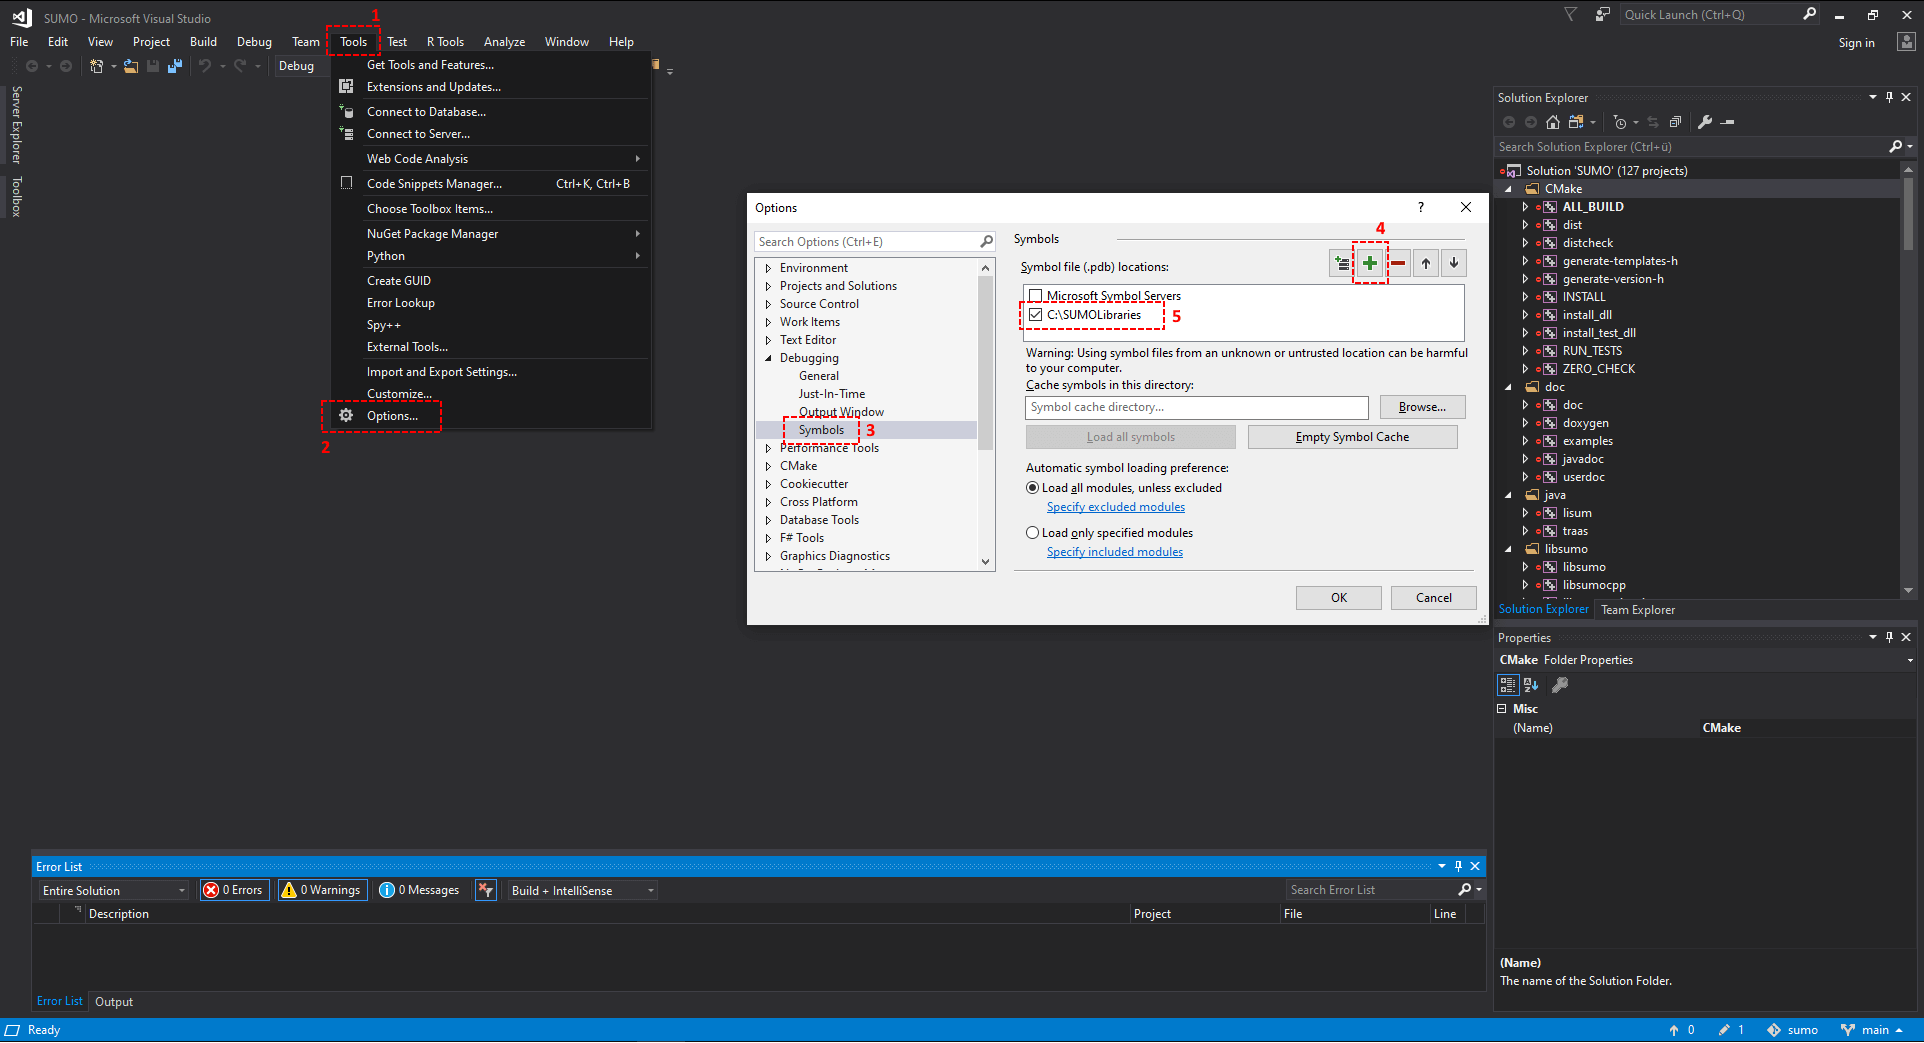 SUMO - Microsoft Visual Studio
1
Quick Launch (Ctrl+Q)
File Edit View Project Build Debug Team Tools Test R Tools Analyze Window Help
Sign in
Debug
Server Explorer
Toolbox
Get Tools and Features...
Extensions and Updates...
Connect to Database...
Connect to Server...
Web Code Analysis
Code Snippets Manager... Ctrl+K, Ctrl+B
Choose Toolbox Items...
NuGet Package Manager
Python
Create GUID
Error Lookup
Spy++
External Tools...
Import and Export Settings...
Customize...
Options...
2
Options
?
Search Options (Ctrl+E)
Environment
Projects and Solutions
Source Control
Work Items
Text Editor
Debugging
General
Just-In-Time
Output Window
Symbols
3
Performance Tools
CMake
Cookiecutter
Cross Platform
Database Tools
F# Tools
Graphics Diagnostics
Symbols
4
Symbol file (.pdb) locations:
Microsoft Symbol Servers
C:\SUMOLibraries
5
Warning: Using symbol files from an unknown or untrusted location can be harmful
to your computer.
Cache symbols in this directory:
Symbol cache directory...
Browse...
Load all symbols
Empty Symbol Cache
Automatic symbol loading preference:
Load all modules, unless excluded
Specify excluded modules
Load only specified modules
Specify included modules
OK
Cancel
Solution Explorer
Search Solution Explorer (Ctrl+ü)
Solution 'SUMO' (127 projects)
CMake
ALL_BUILD
dist
distcheck
generate-templates-h
generate-version-h
INSTALL
install_dll
install_test_dll
RUN_TESTS
ZERO_CHECK
doc
doc
doxygen
examples
javadoc
userdoc
java
lisum
traas
libsumo
libsumo
libsumocpp
Solution Explorer Team Explorer
Properties
CMake Folder Properties
Misc
(Name) CMake
(Name)
The name of the Solution Folder.
Error List
Entire Solution
0 Errors
0 Warnings
0 Messages
Build + IntelliSense
Search Error List
Description Project File Line
Error List Output
Ready
0 1 sumo main